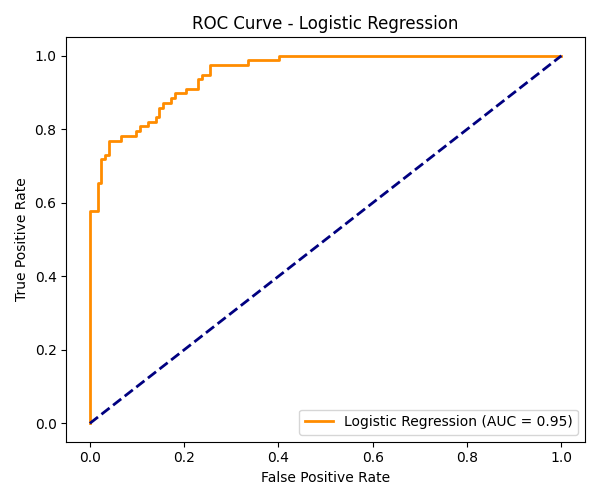 ROC Curve - Logistic Regression
True Positive Rate
1.0
0.8
0.6
0.4
0.2
0.0
Logistic Regression (AUC = 0.95)
0.0 0.2 0.4 0.6 0.8 1.0
False Positive Rate